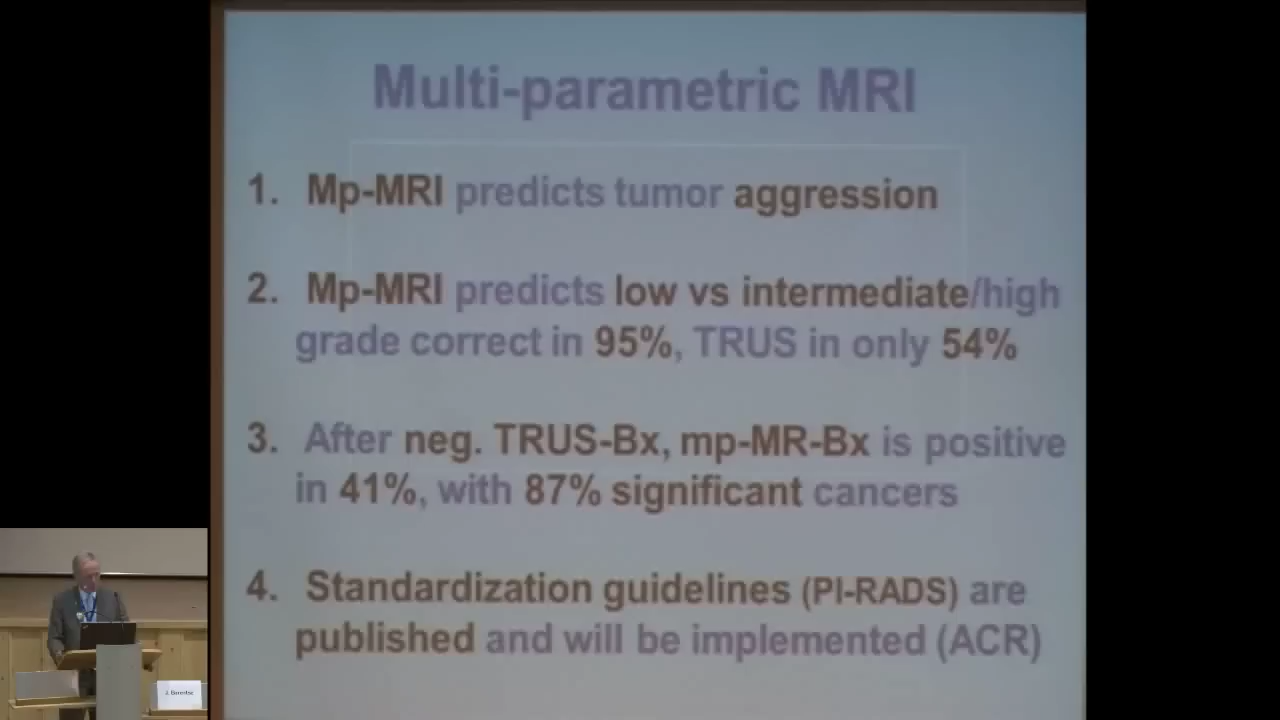 Multi-parametric MRI
1. Mp-MRI predicts tumor aggression
2. Mp-MRI predicts low vs intermediate/high
grade correct in 95%, TRUS in only 54%
3. After neg. TRUS-Bx, mp-MR-Bx is positive
in 41%, with 87% significant cancers
4. Standardization guidelines (PI-RADS) are
published and will be implemented (ACR)
J. Barentsz